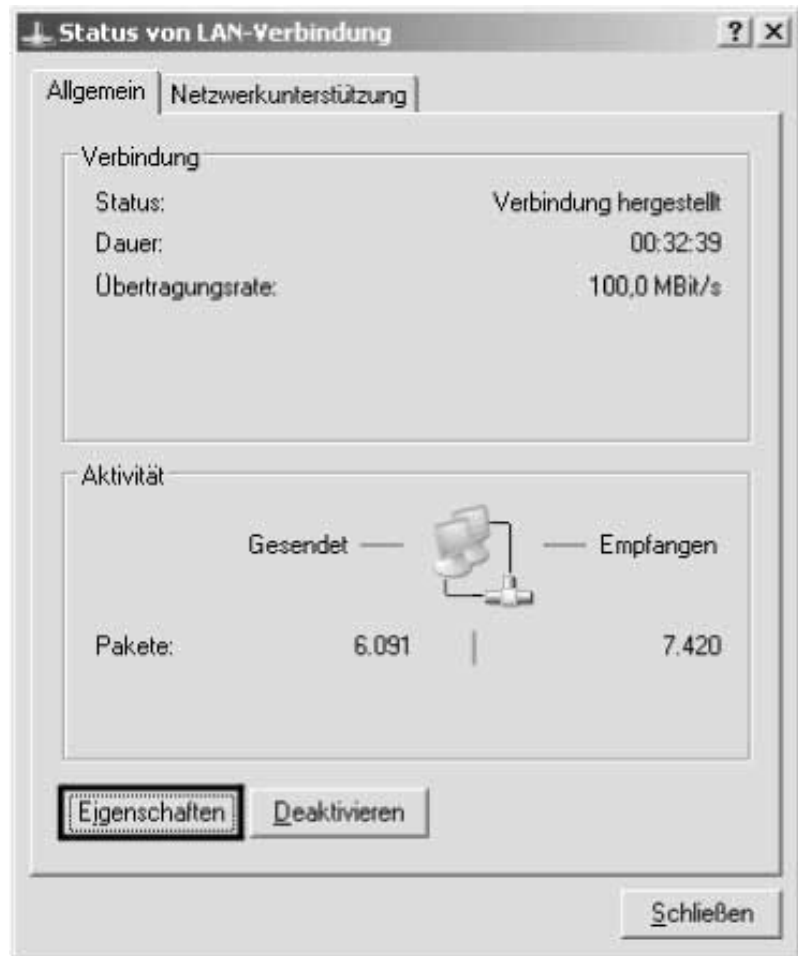 Status von LAN-Verbindung
Allgemein Netzwerkunterstützung
Verbindung
Status: Verbindung hergestellt
Dauer: 00:32:39
Übertragungsrate: 100,0 MBit/s
Aktivität
Gesendet Empfangen
Pakete: 6.091 7.420
Eigenschaften Deaktivieren
Schließen